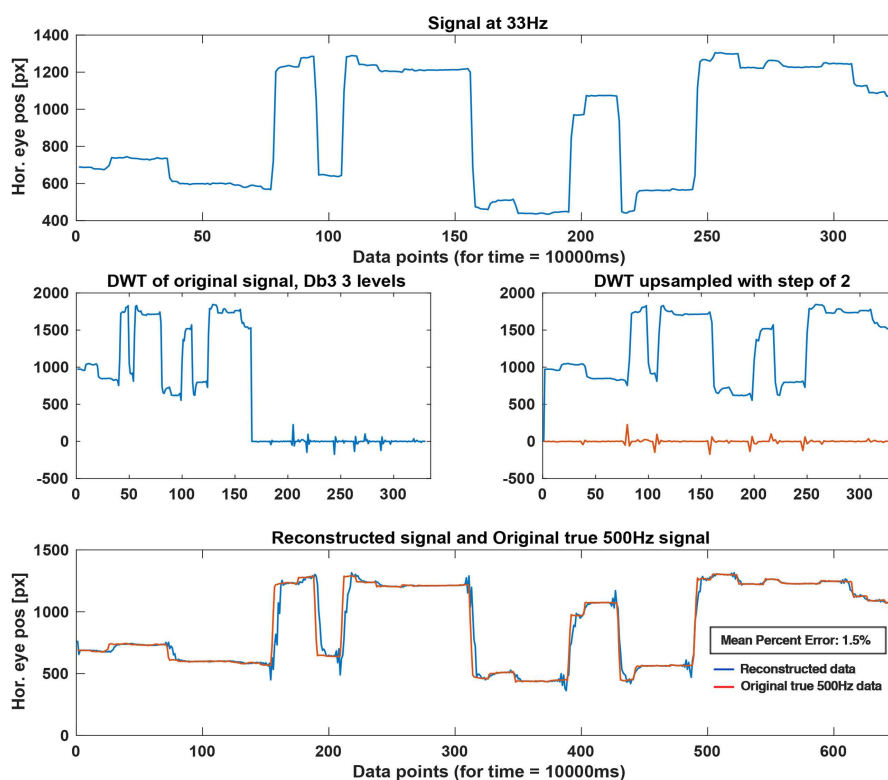 Signal at 33Hz
Hor. eye pos [px]
1400
1200
1000
800
600
400
0 50 100 150 200 250 300
Data points (for time = 10000ms)
DWT of original signal, Db3 3 levels
2000
1500
1000
500
0
-500
0 50 100 150 200 250 300
DWT upsampled with step of 2
2000
1500
1000
500
0
-500
0 50 100 150 200 250 300
Reconstructed signal and Original true 500Hz signal
Hor. eye pos [px]
1500
1000
500
0
Mean Percent Error: 1.5%
Reconstructed data
Original true 500Hz data
0 100 200 300 400 500 600
Data points (for time = 10000ms)